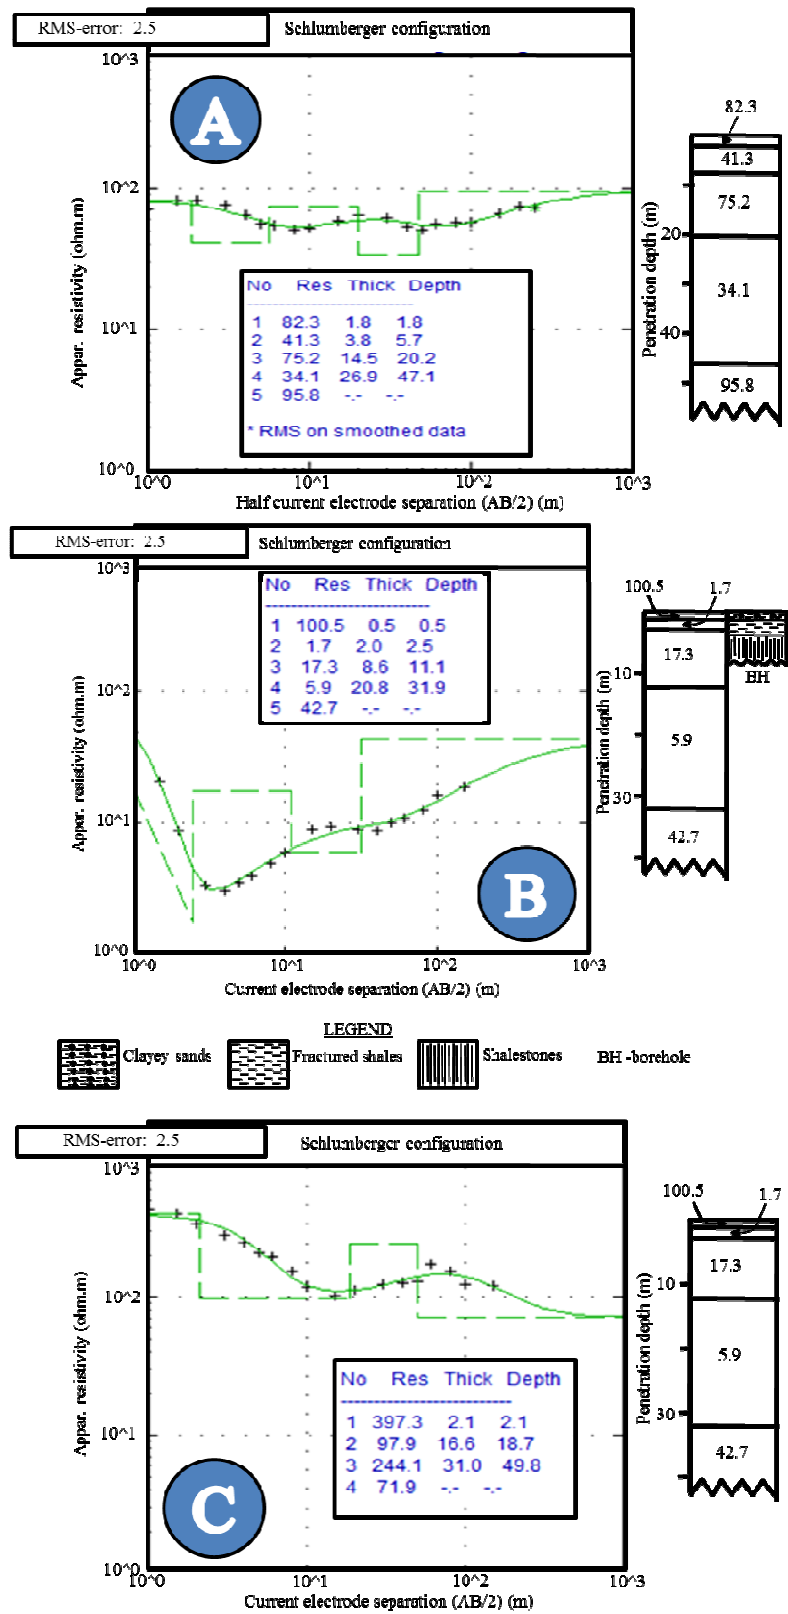 RMS-error: 2.5
Schlumberger configuration
10^3
10^2
10^1
10^0
Appar. resistivity (ohm.m)
A
No Res Thick Depth
1 82.3 1.8 1.8
2 41.3 3.8 5.7
3 75.2 14.5 20.2
4 34.1 26.9 47.1
5 95.8 -.- -.-
* RMS on smoothed data
10^0 10^1 10^2 10^3
Half current electrode separation (AB/2) (m)
82.3
41.3
75.2
34.1
95.8
20
40
Penetration depth (m)
RMS-error: 2.5
Schlumberger configuration
10^3
10^2
10^1
10^0
Appar. resistivity (ohm.m)
No Res Thick Depth
1 100.5 0.5 0.5
2 1.7 2.0 2.5
3 17.3 8.6 11.1
4 5.9 20.8 31.9
5 42.7 -.- -.-
B
10^0 10^1 10^2 10^3
Current electrode separation (AB/2) (m)
100.5 1.7
17.3
5.9
42.7
BH
10
30
Penetration depth (m)
LEGEND
Clayey sands Fractured shales Shalestones BH -borehole
RMS-error: 2.5
Schlumberger configuration
10^3
10^2
10^1
10^0
Appar. resistivity (ohm.m)
No Res Thick Depth
1 397.3 2.1 2.1
2 97.9 16.6 18.7
3 244.1 31.0 49.8
4 71.9 -.- -.-
C
10^0 10^1 10^2 10^3
Current electrode separation (AB/2) (m)
100.5 1.7
17.3
5.9
42.7
10
30
Penetration depth (m)